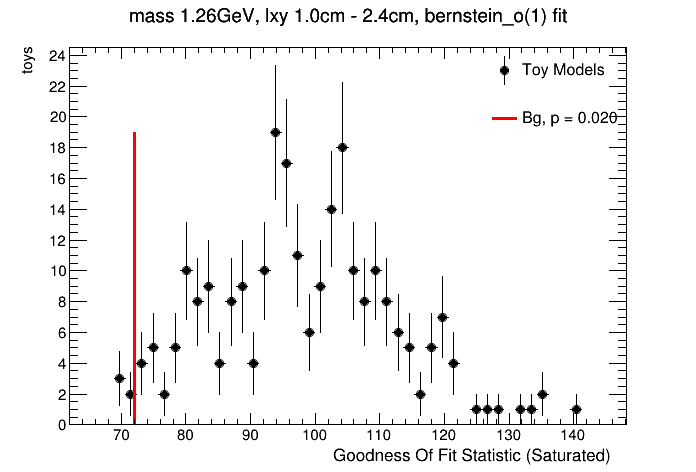 mass 1.26GeV, lxy 1.0cm - 2.4cm, bernstein_o(1) fit
toys
24
22
20
18
16
14
12
10
8
6
4
2
0
Toy Models
Bg, p = 0.020
70 80 90 100 110 120 130 140
Goodness Of Fit Statistic (Saturated)